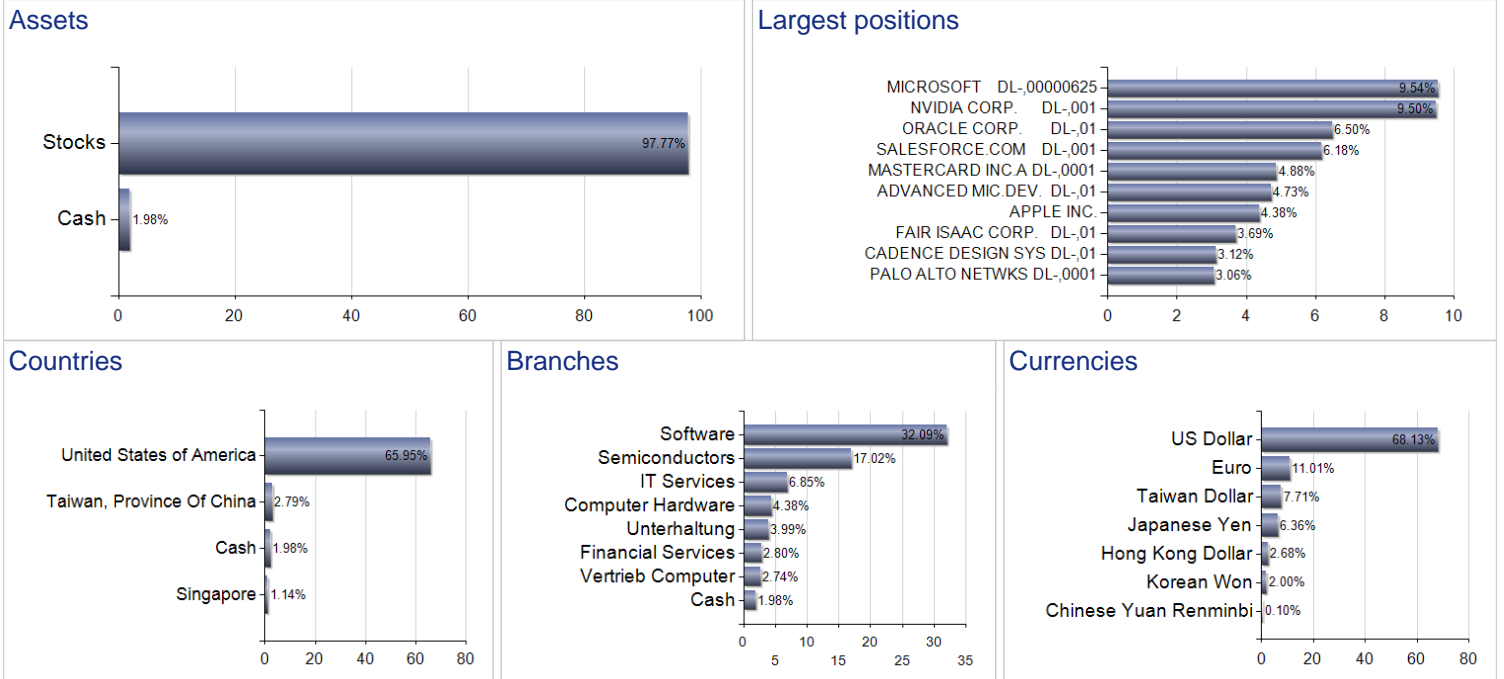 Assets
Stocks
97.77%
Cash
1.98%
0 20 40 60 80 100
Largest positions
MICROSOFT DL-,00000625
9.54%
NVIDIA CORP. DL-,001
9.50%
ORACLE CORP. DL-,01
6.50%
SALESFORCE.COM DL-,001
6.18%
MASTERCARD INC.A DL-,0001
4.88%
ADVANCED MIC.DEV. DL-,01
4.73%
APPLE INC.
4.38%
FAIR ISAAC CORP. DL-,01
3.69%
CADENCE DESIGN SYS DL-,01
3.12%
PALO ALTO NETWKS DL-,0001
3.06%
0 2 4 6 8 10
Countries
United States of America
65.95%
Taiwan, Province Of China
2.79%
Cash
1.98%
Singapore
1.14%
0 20 40 60 80
Branches
Software
32.09%
Semiconductors
17.02%
IT Services
6.85%
Computer Hardware
4.38%
Unterhaltung
3.99%
Financial Services
2.80%
Vertrieb Computer
2.74%
Cash
1.98%
0 10 20 30
5 15 25 35
Currencies
US Dollar
68.13%
Euro
11.01%
Taiwan Dollar
7.71%
Japanese Yen
6.36%
Hong Kong Dollar
2.68%
Korean Won
2.00%
Chinese Yuan Renminbi
0.10%
0 20 40 60 80